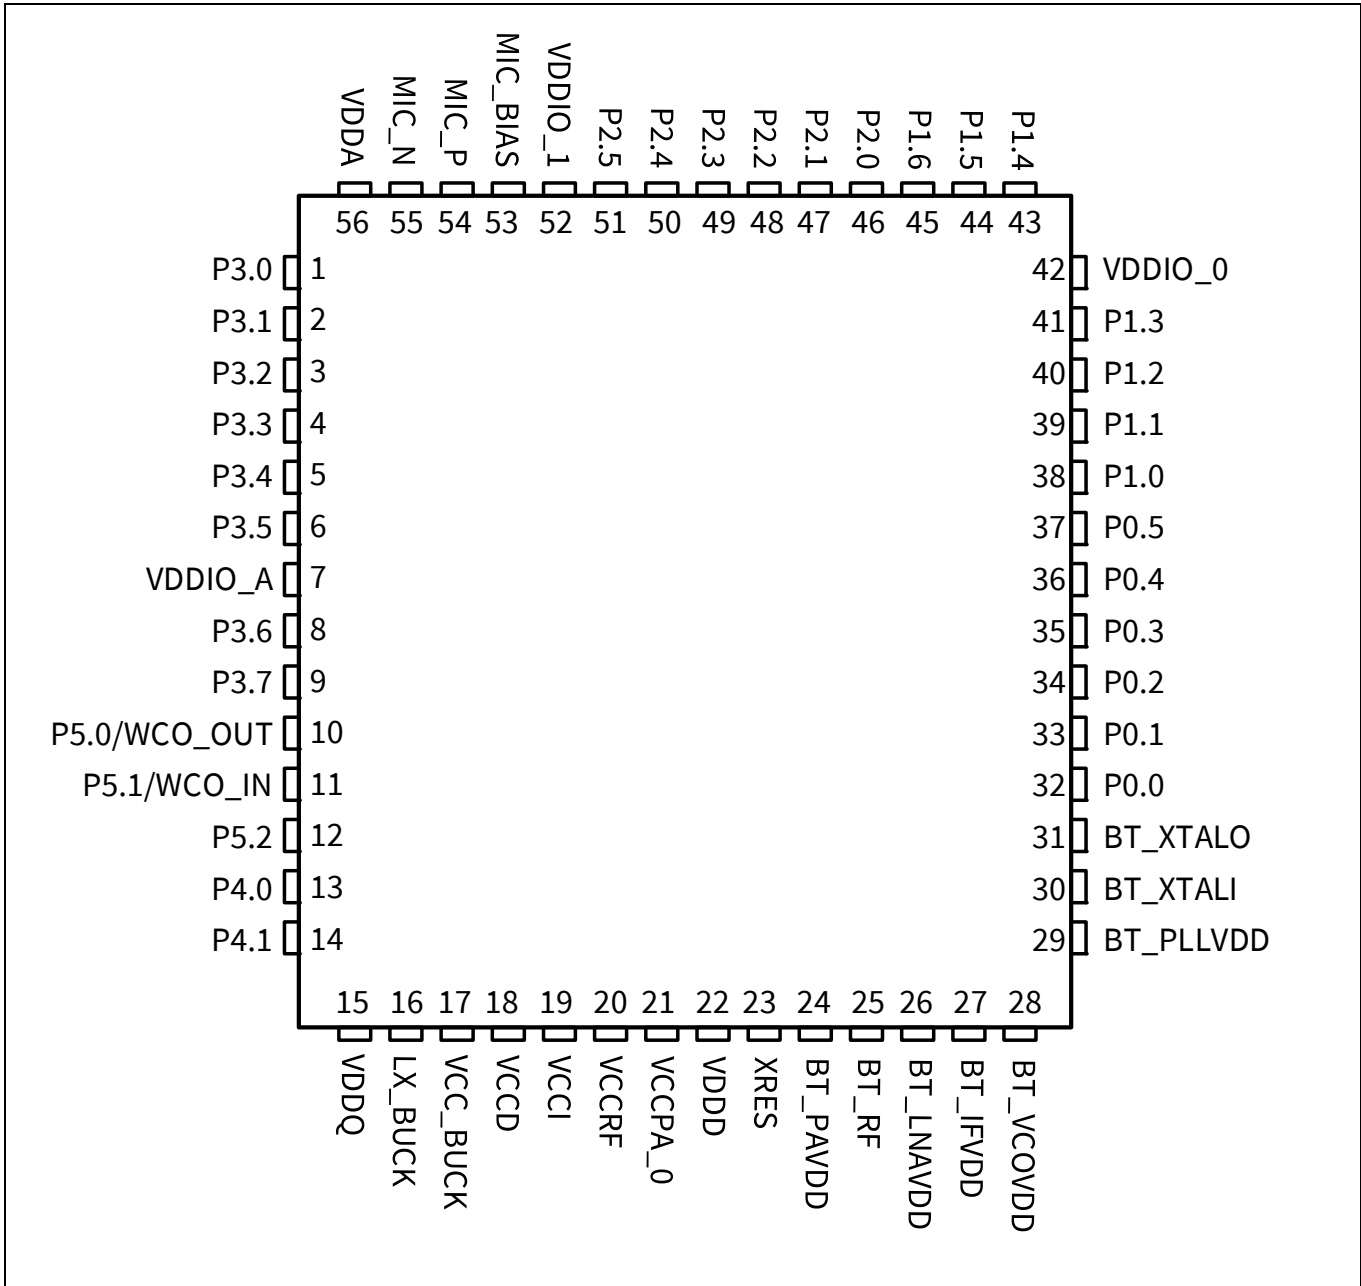 VDDA MIC_N MIC_P MIC_BIAS VDDIO_1 P2.5 P2.4 P2.3 P2.2 P2.1 P2.0 P1.6 P1.5 P1.4
56 55 54 53 52 51 50 49 48 47 46 45 44 43
P3.0 1 42 VDDIO_0
P3.1 2 41 P1.3
P3.2 3 40 P1.2
P3.3 4 39 P1.1
P3.4 5 38 P1.0
P3.5 6 37 P0.5
VDDIO_A 7 36 P0.4
P3.6 8 35 P0.3
P3.7 9 34 P0.2
P5.0/WCO_OUT 10 33 P0.1
P5.1/WCO_IN 11 32 P0.0
P5.2 12 31 BT_XTALO
P4.0 13 30 BT_XTALI
P4.1 14 29 BT_PLLVDD
15 16 17 18 19 20 21 22 23 24 25 26 27 28
VDDQ LX_BUCK VCC_BUCK VCCD VCCI VCCRF VCCPA_0 VDDD XRES BT_PAVDD BT_RF BT_LNAVDD BT_IFVDD BT_VCOVDD